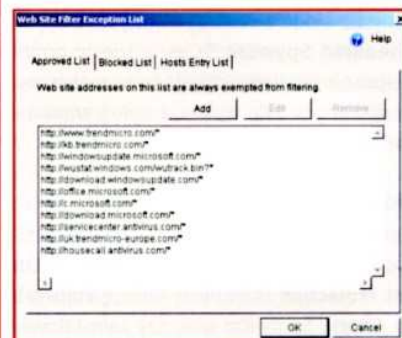 Web Site Filter Exception List
Help
Approved List | Blocked List | Hosts Entry List |
Web site addresses on this list are always exempted from filtering.
Add Edit Remove
http://www.trendmicro.com/*
http://kb.trendmicro.com/*
http://windowsupdate.microsoft.com/*
http://wustat.windows.com/wutrack.bin?*
http://download.windowsupdate.com/*
http://office.microsoft.com/*
http://c.microsoft.com/*
http://download.microsoft.com/*
http://servicecenter.antivirus.com/*
http://uk.trendmicro-europe.com/*
http://housecall.antivirus.com/*
OK Cancel